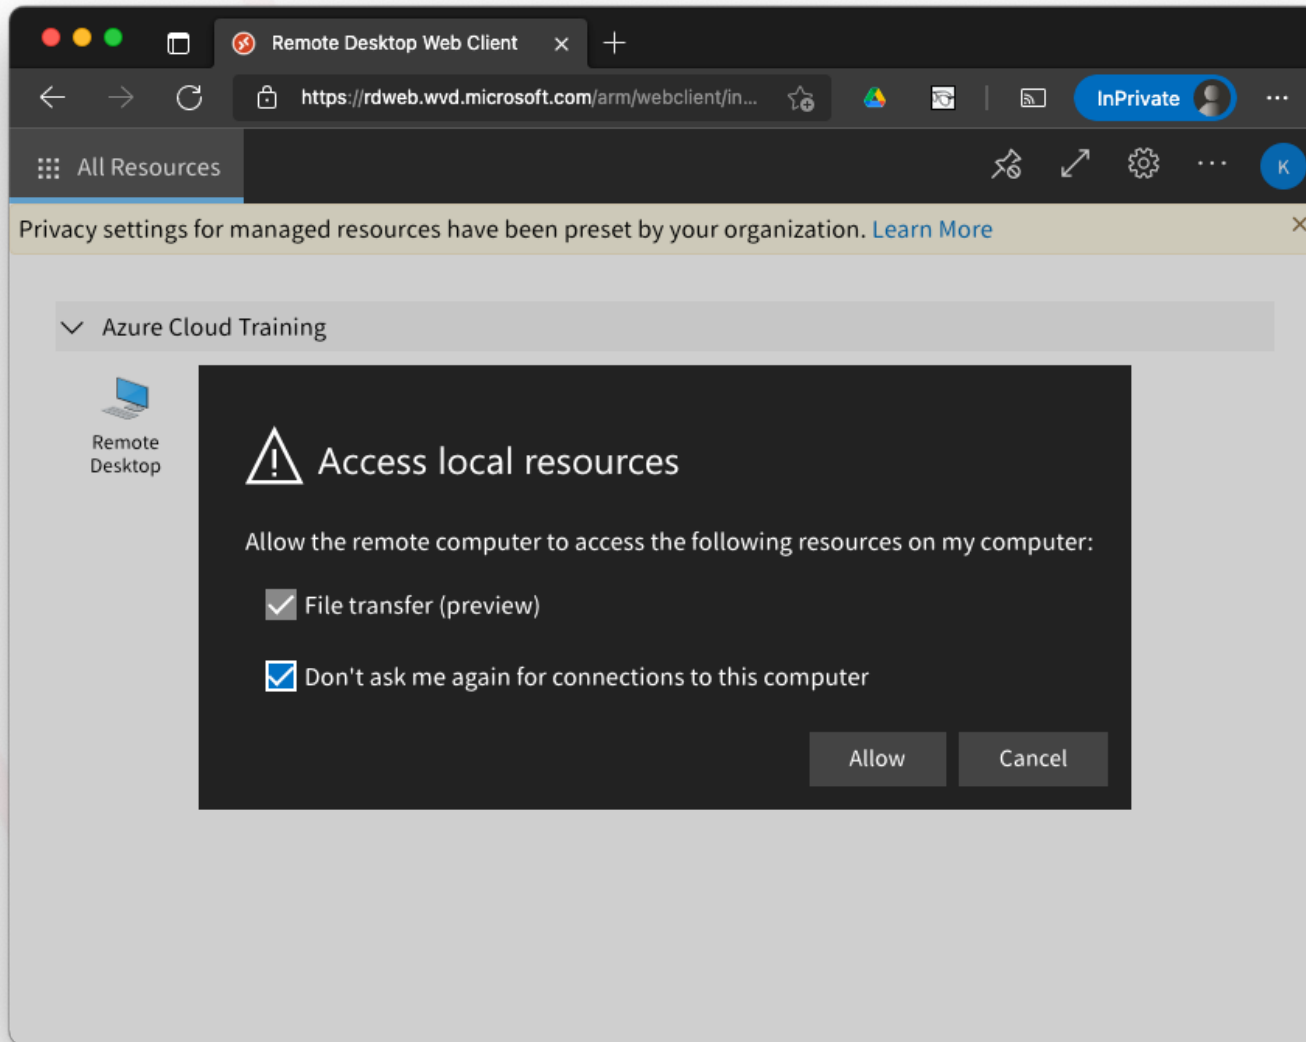 Remote Desktop Web Client
https://rdweb.wvd.microsoft.com/arm/webclient/in...
InPrivate
All Resources
K
Privacy settings for managed resources have been preset by your organization. Learn More
Azure Cloud Training
Remote
Desktop
Access local resources
Allow the remote computer to access the following resources on my computer:
File transfer (preview)
Don't ask me again for connections to this computer
Allow Cancel